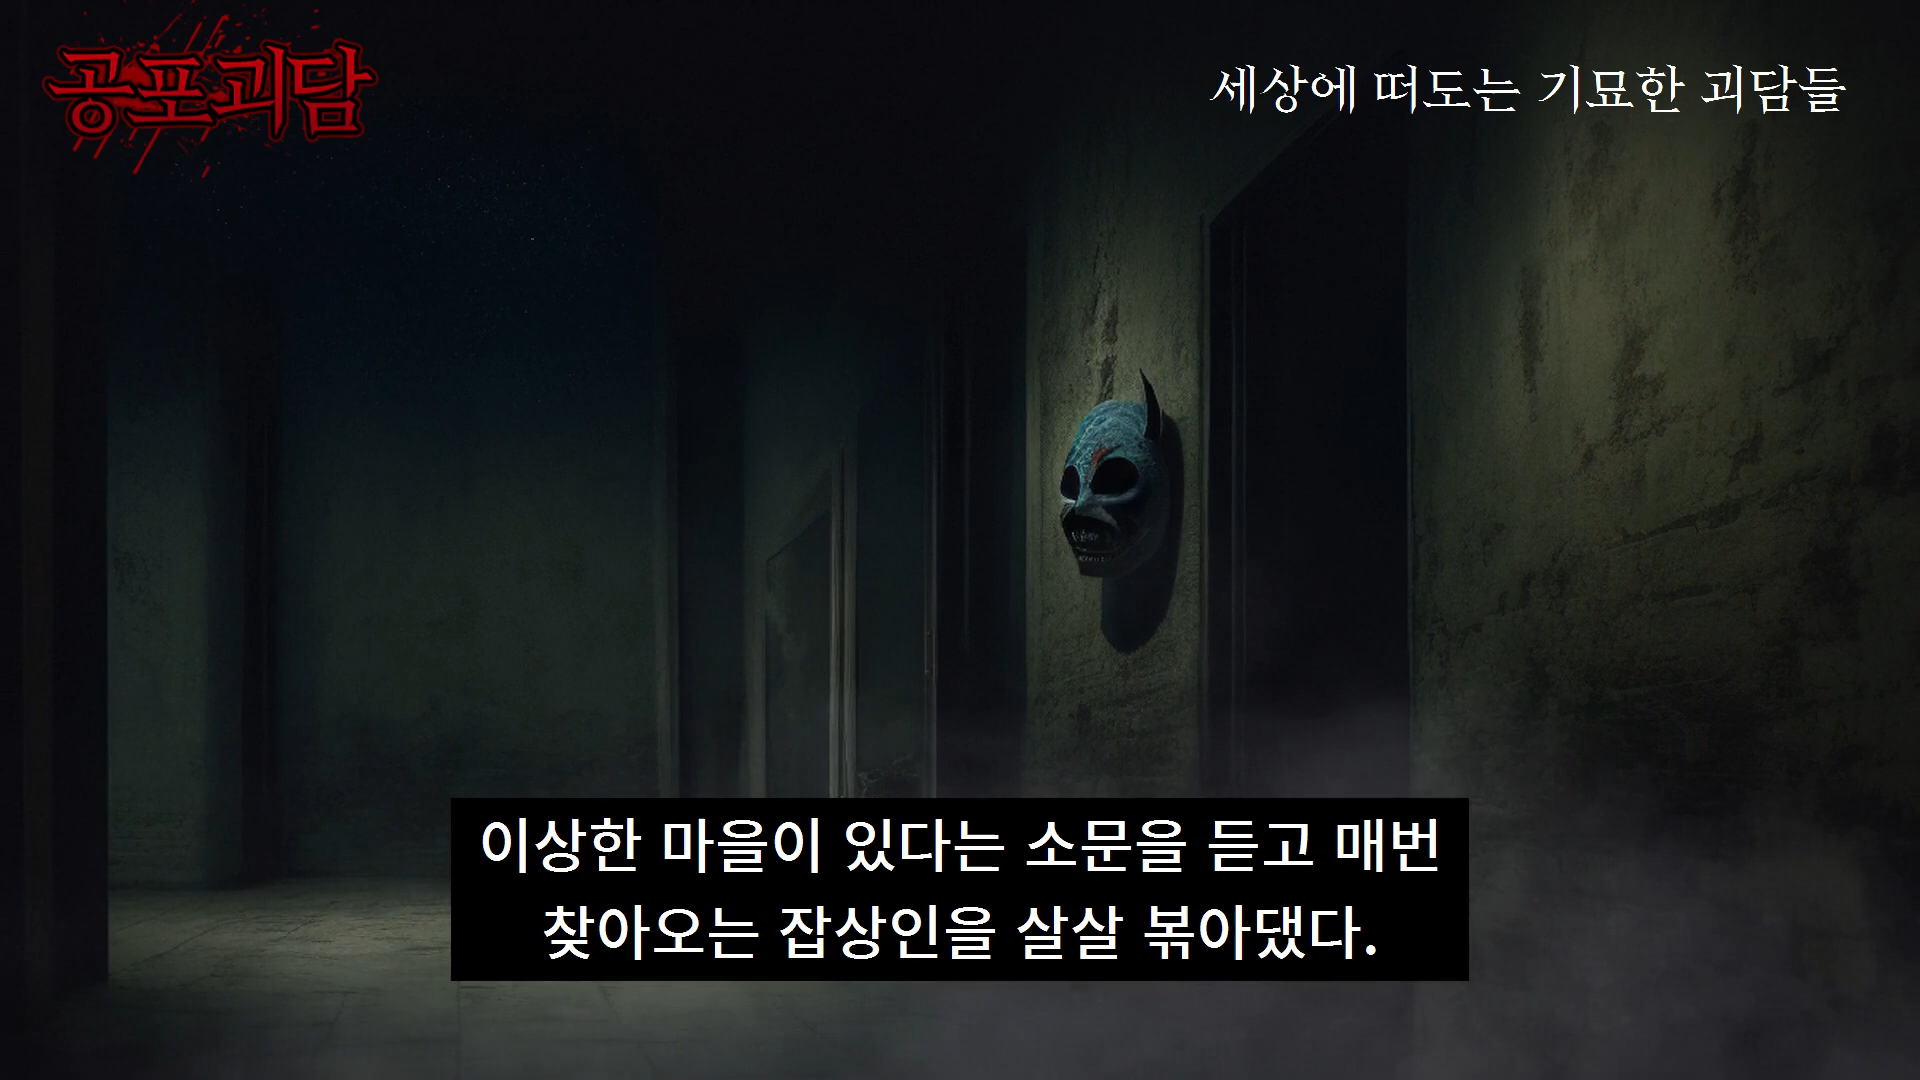 공포괴담
세상에 떠도는 기묘한 괴담들
이상한 마을이 있다는 소문을 듣고 매번
찾아오는 잡상인을 살살 볶아댔다.